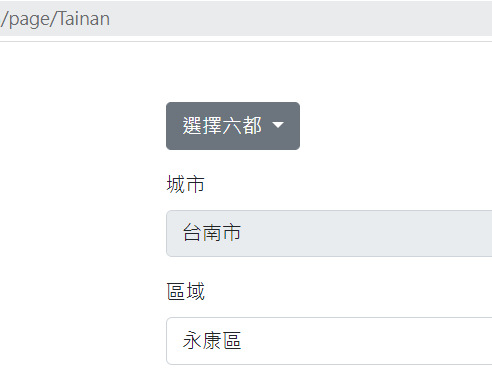 /page/Tainan
選擇六都
城市
台南市
區域
永康區